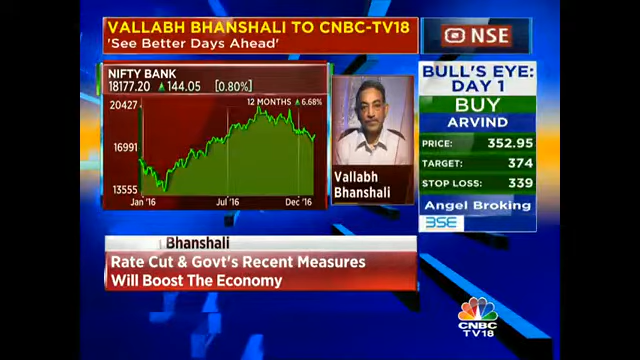 VALLABH BHANSHALI TO CNBC-TV18
'See Better Days Ahead'
NSE
NIFTY BANK
18177.20 ▲ 144.05 [0.80%]
12 MONTHS ▲ 6.68%
20427
16991
13555
Jan '16
Jul '16
Dec '16
Vallabh
Bhanshali
BULL'S EYE:
DAY 1
BUY
ARVIND
PRICE: 352.95
TARGET: 374
STOP LOSS: 339
Angel Broking
BSE
Bhanshali
Rate Cut & Govt's Recent Measures
Will Boost The Economy
CNBC
TV18